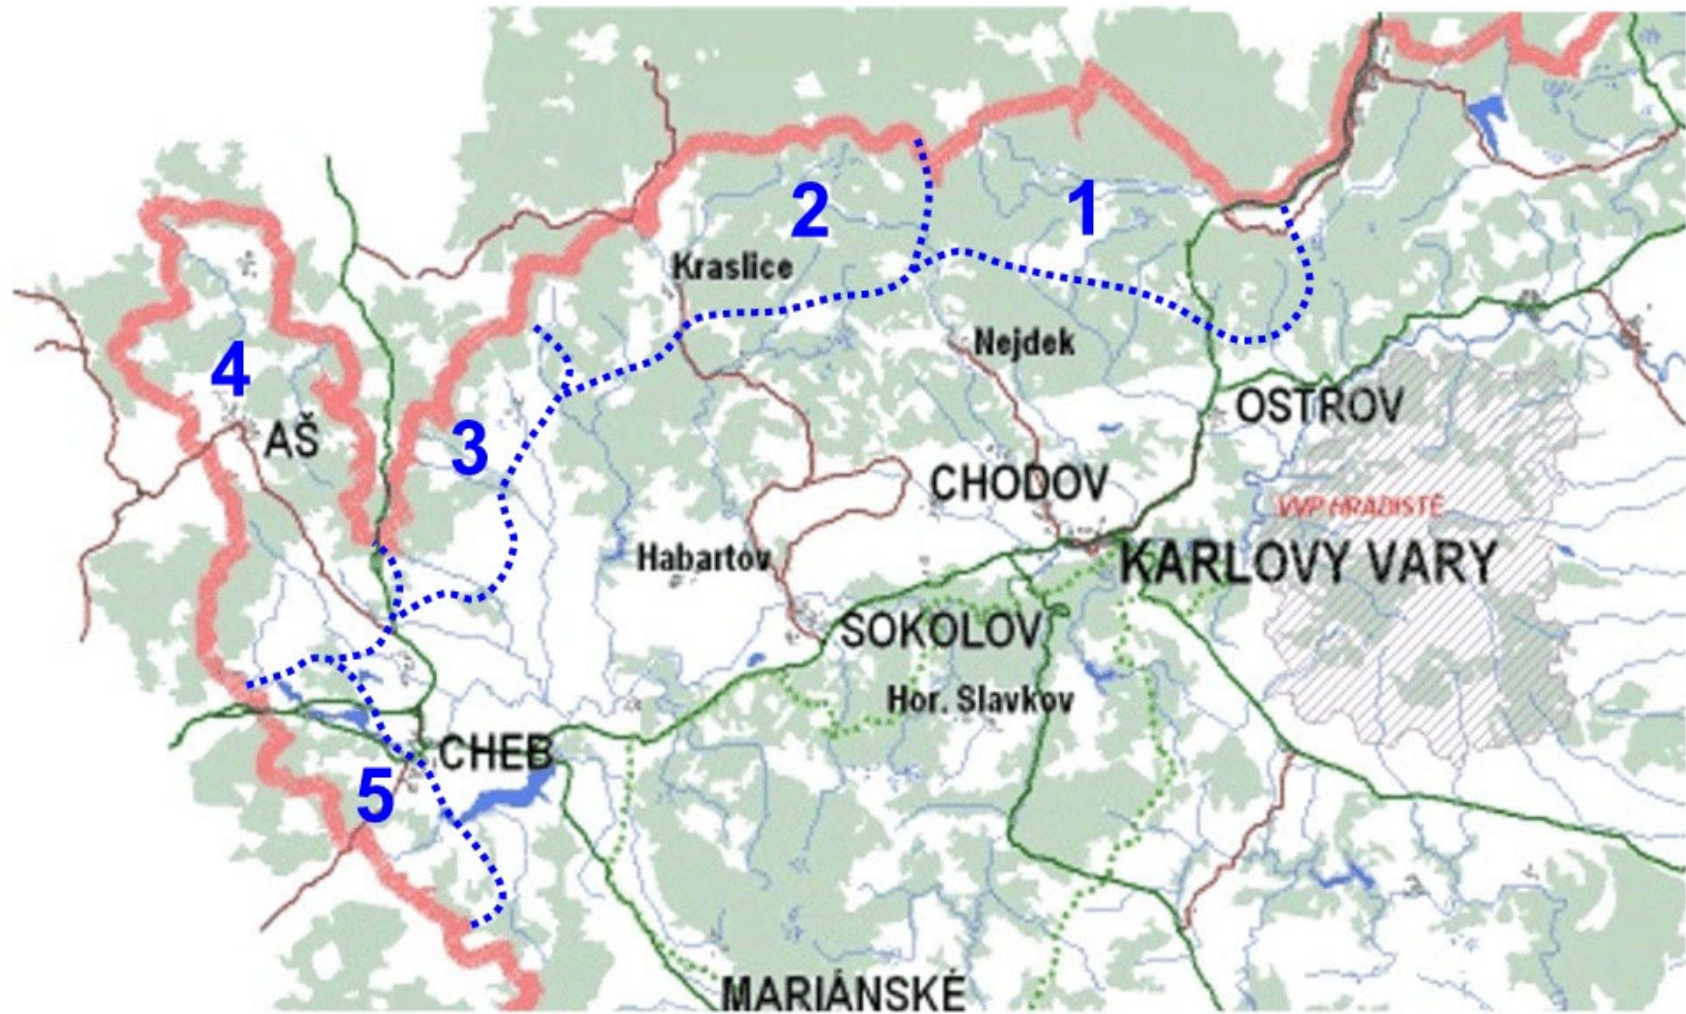 2
1
Kraslice
Nejdek
4
OSTROV
AŠ
3
CHODOV
VVP HRADIŠTĚ
Habartov
KARLOVY VARY
SOKOLOV
Hor. Slavkov
CHEB
5
MARIÁNSKÉ